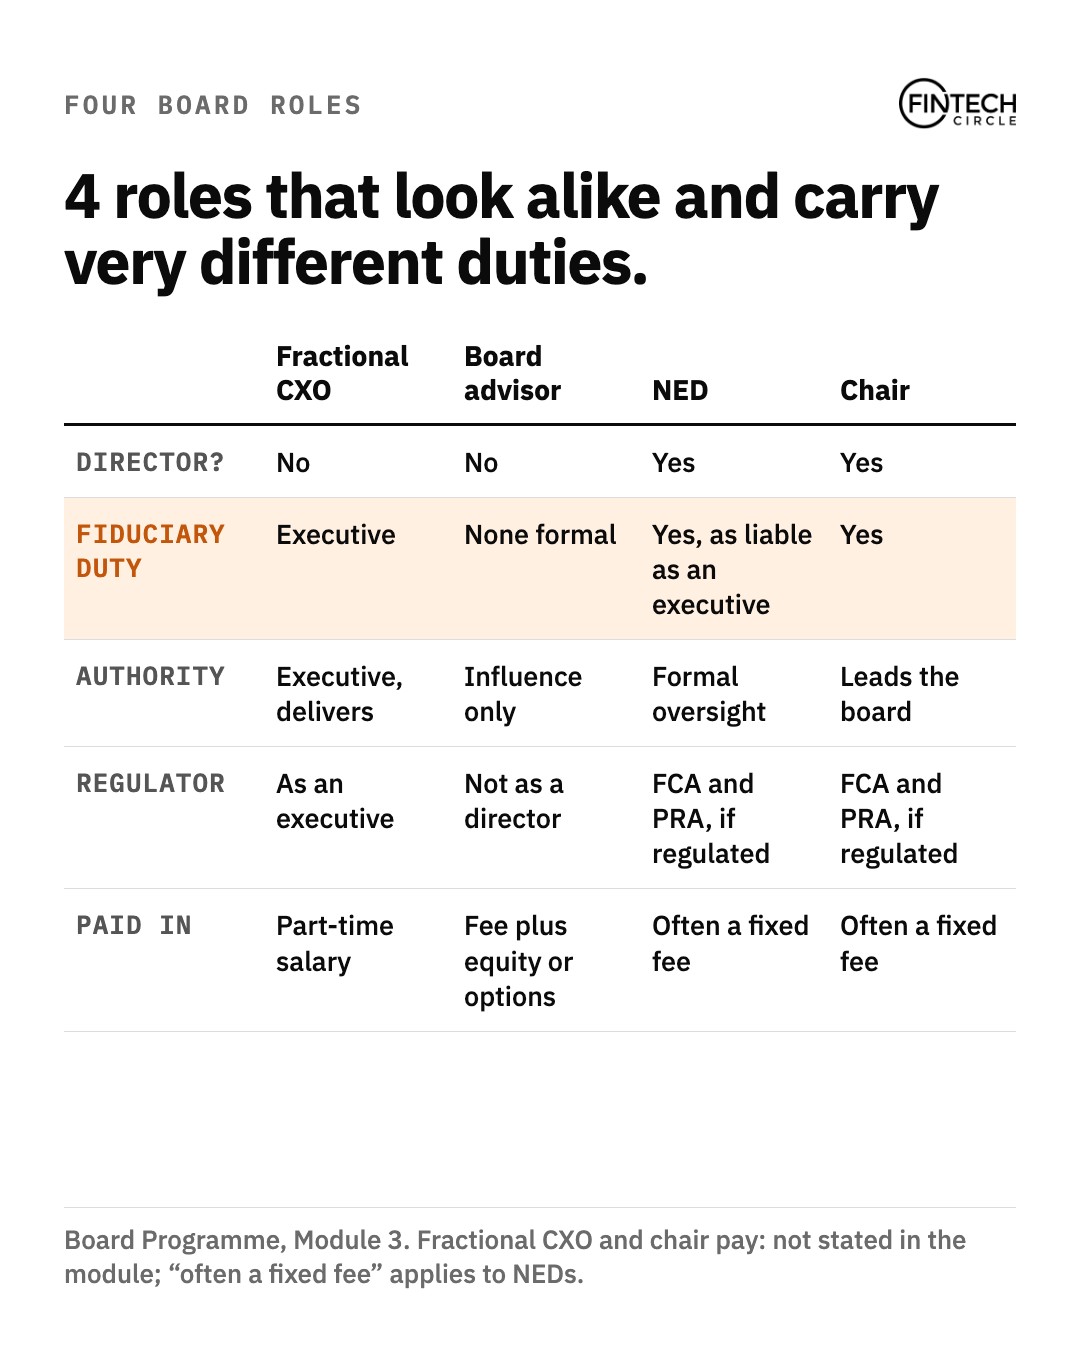 FOUR BOARD ROLES
FINTECH
CIRCLE
4 roles that look alike and carry
very different duties.
Fractional CXO
Board advisor
NED
Chair
DIRECTOR?
No
No
Yes
Yes
FIDUCIARY
DUTY
Executive
None formal
Yes, as liable
as an
executive
Yes
AUTHORITY
Executive,
delivers
Influence
only
Formal
oversight
Leads the
board
REGULATOR
As an
executive
Not as a
director
FCA and
PRA, if
regulated
FCA and
PRA, if
regulated
PAID IN
Part-time
salary
Fee plus
equity or
options
Often a fixed
fee
Often a fixed
fee
Board Programme, Module 3. Fractional CXO and chair pay: not stated in the
module; “often a fixed fee” applies to NEDs.